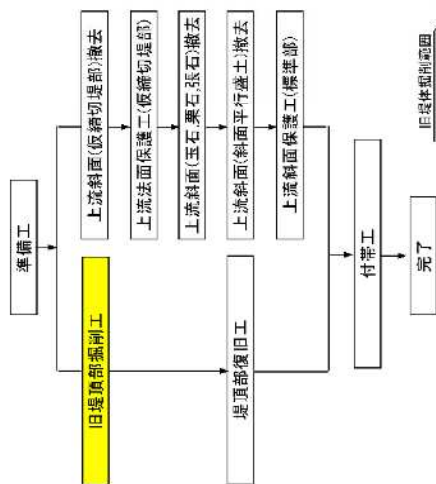 準備工
旧堤頂部掘削工
堤頂部復旧工
上流斜面(仮締切堤部)撤去
上流法面保護工(仮締切堤部)
上流斜面(玉石,栗石,張石)撤去
上流斜面(斜面平行盛土)撤去
上流斜面保護工(標準部)
付帯工
完了
旧堤体掘削範囲